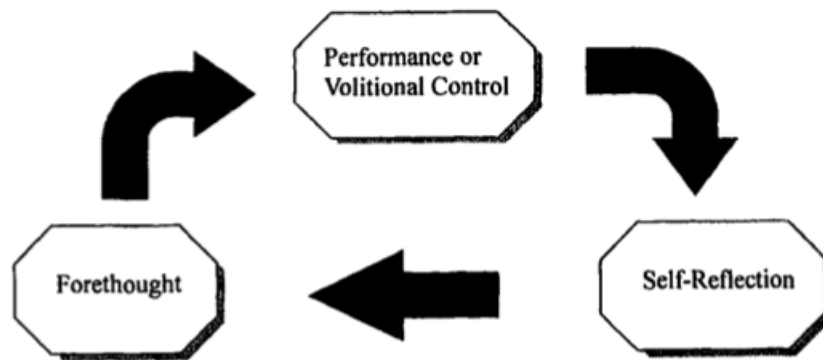 Performance or
Volitional Control
Forethought
Self-Reflection